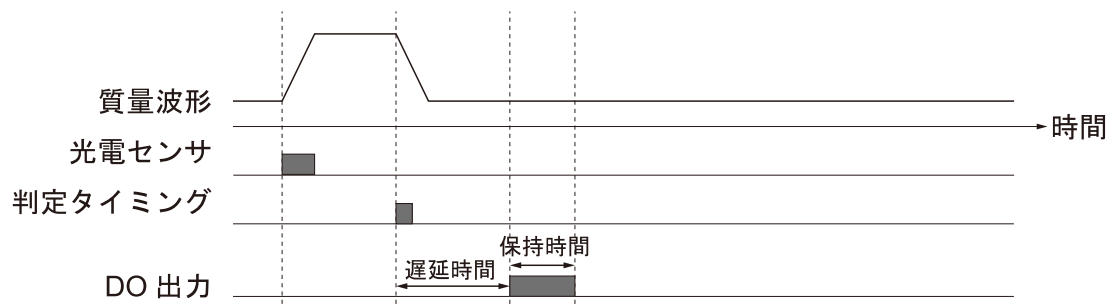 質量波形
時間
光電センサ
判定タイミング
保持時間
遅延時間
DO 出力